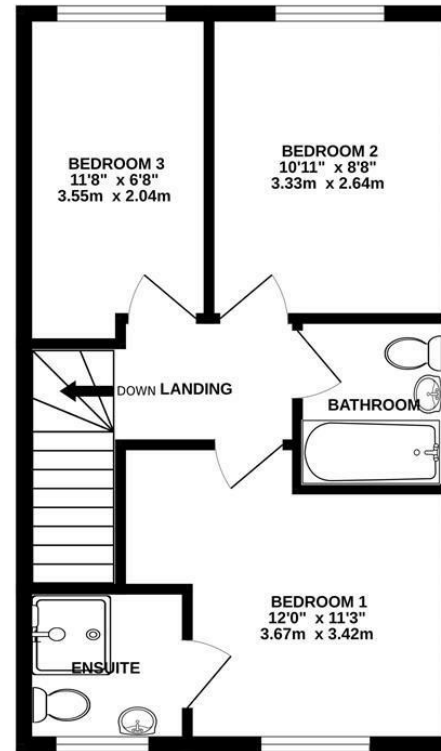 BEDROOM 3
11'8" x 6'8"
3.55m x 2.04m
BEDROOM 2
10'11" x 8'8"
3.33m x 2.64m
DOWN LANDING
BATHROOM
BEDROOM 1
12'0" x 11'3"
3.67m x 3.42m
ENSUITE